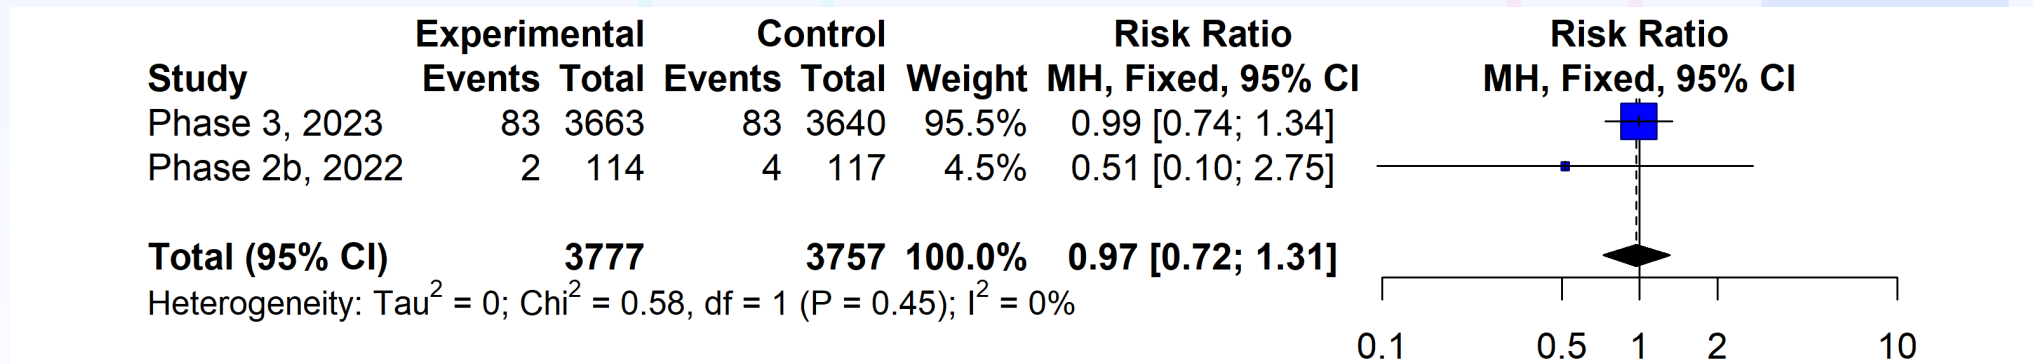 Experimental Control Risk Ratio Risk Ratio
Study Events Total Events Total Weight MH, Fixed, 95% CI MH, Fixed, 95% CI
Phase 3, 2023 83 3663 83 3640 95.5% 0.99 [0.74; 1.34]
Phase 2b, 2022 2 114 4 117 4.5% 0.51 [0.10; 2.75]
Total (95% CI) 3777 3757 100.0% 0.97 [0.72; 1.31]
Heterogeneity: Tau² = 0; Chi² = 0.58, df = 1 (P = 0.45); I² = 0%
0.1 0.5 1 2 10